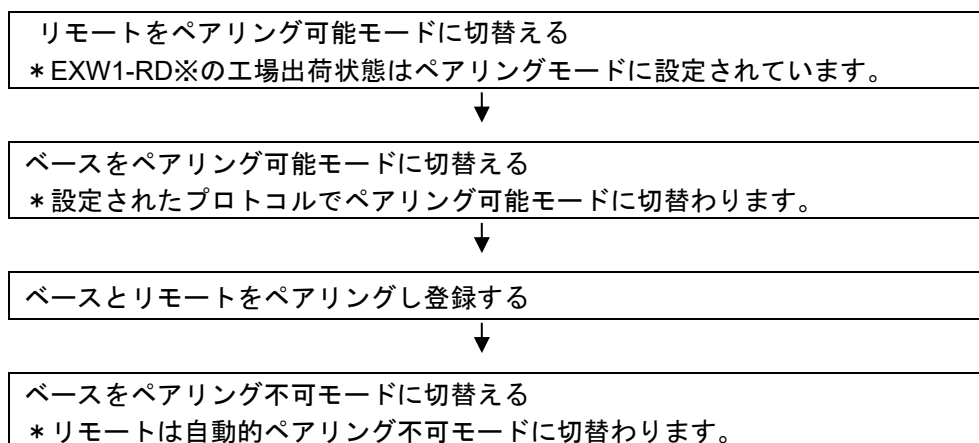 リモートをペアリング可能モードに切替える
＊EXW1-RD※の工場出荷状態はペアリングモードに設定されています。
ベースをペアリング可能モードに切替える
＊設定されたプロトコルでペアリング可能モードに切替わります。
ベースとリモートをペアリングし登録する
ベースをペアリング不可モードに切替える
＊リモートは自動的ペアリング不可モードに切替わります。